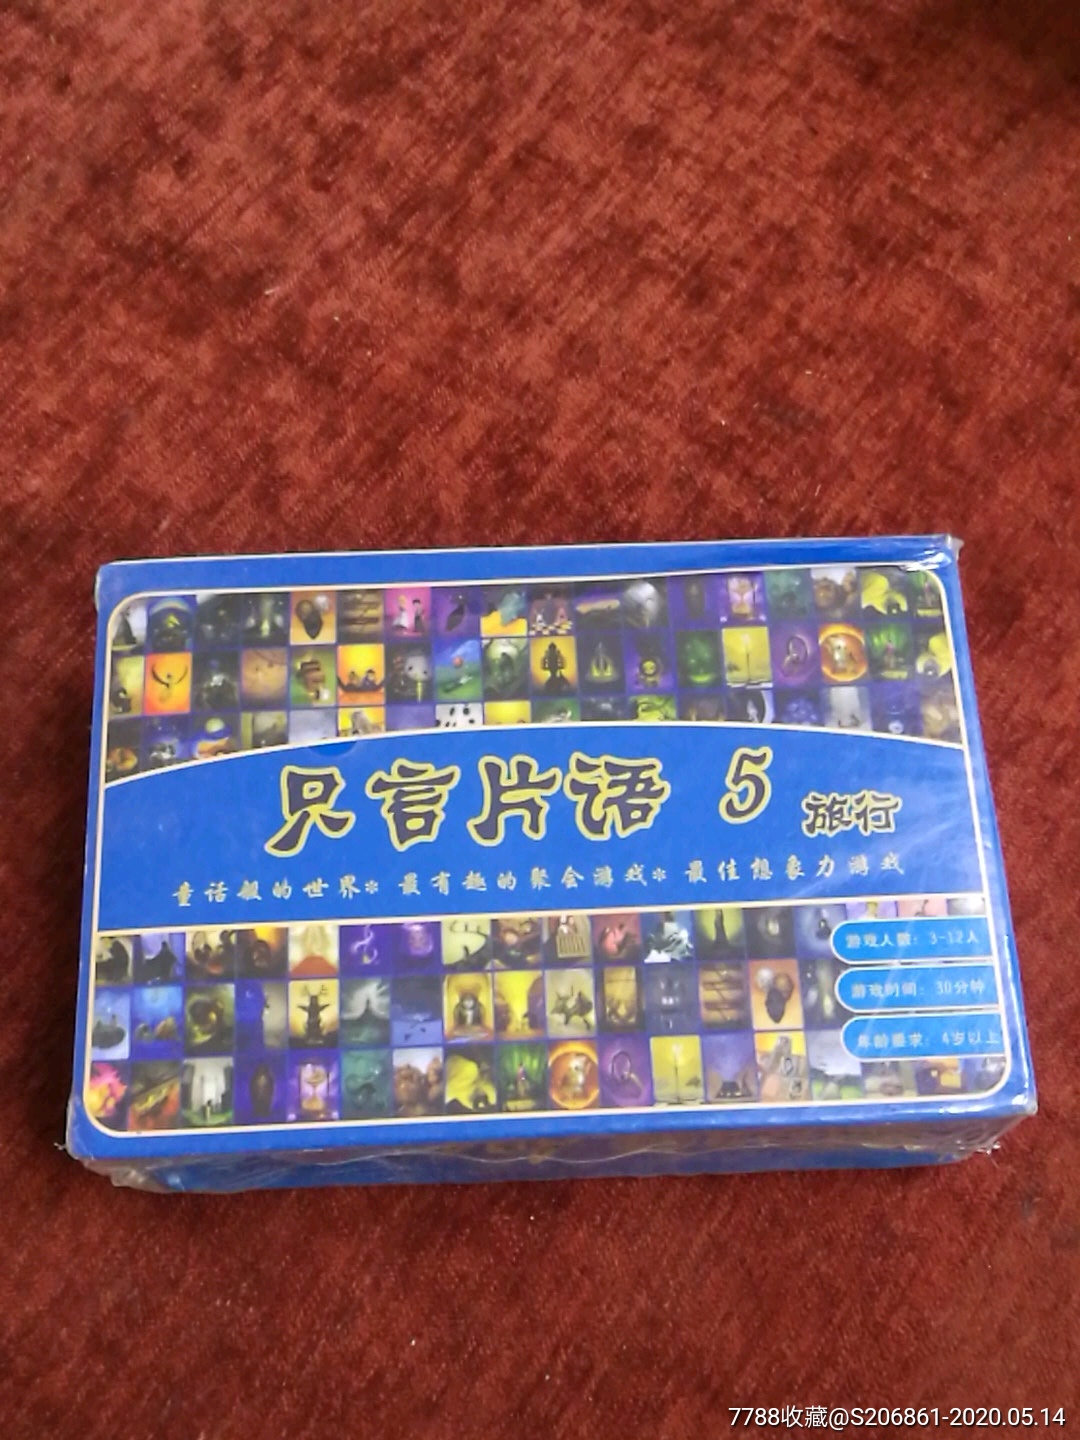 只言片语 5 旅行
童话般的世界* 最有趣的聚会游戏* 最佳想象力游戏
游戏人数：3-12人
游戏时间：30分钟
年龄要求：4岁以上
7788收藏@S206861-2020.05.14